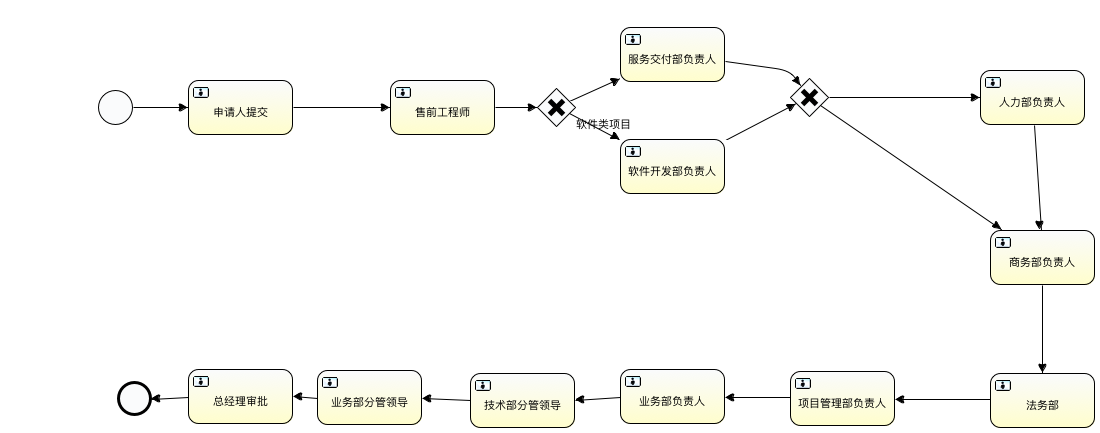 服务交付部负责人
申请人提交
售前工程师
软件类项目
软件开发部负责人
人力部负责人
商务部负责人
总经理审批
业务部分管领导
技术部分管领导
业务部负责人
项目管理部负责人
法务部